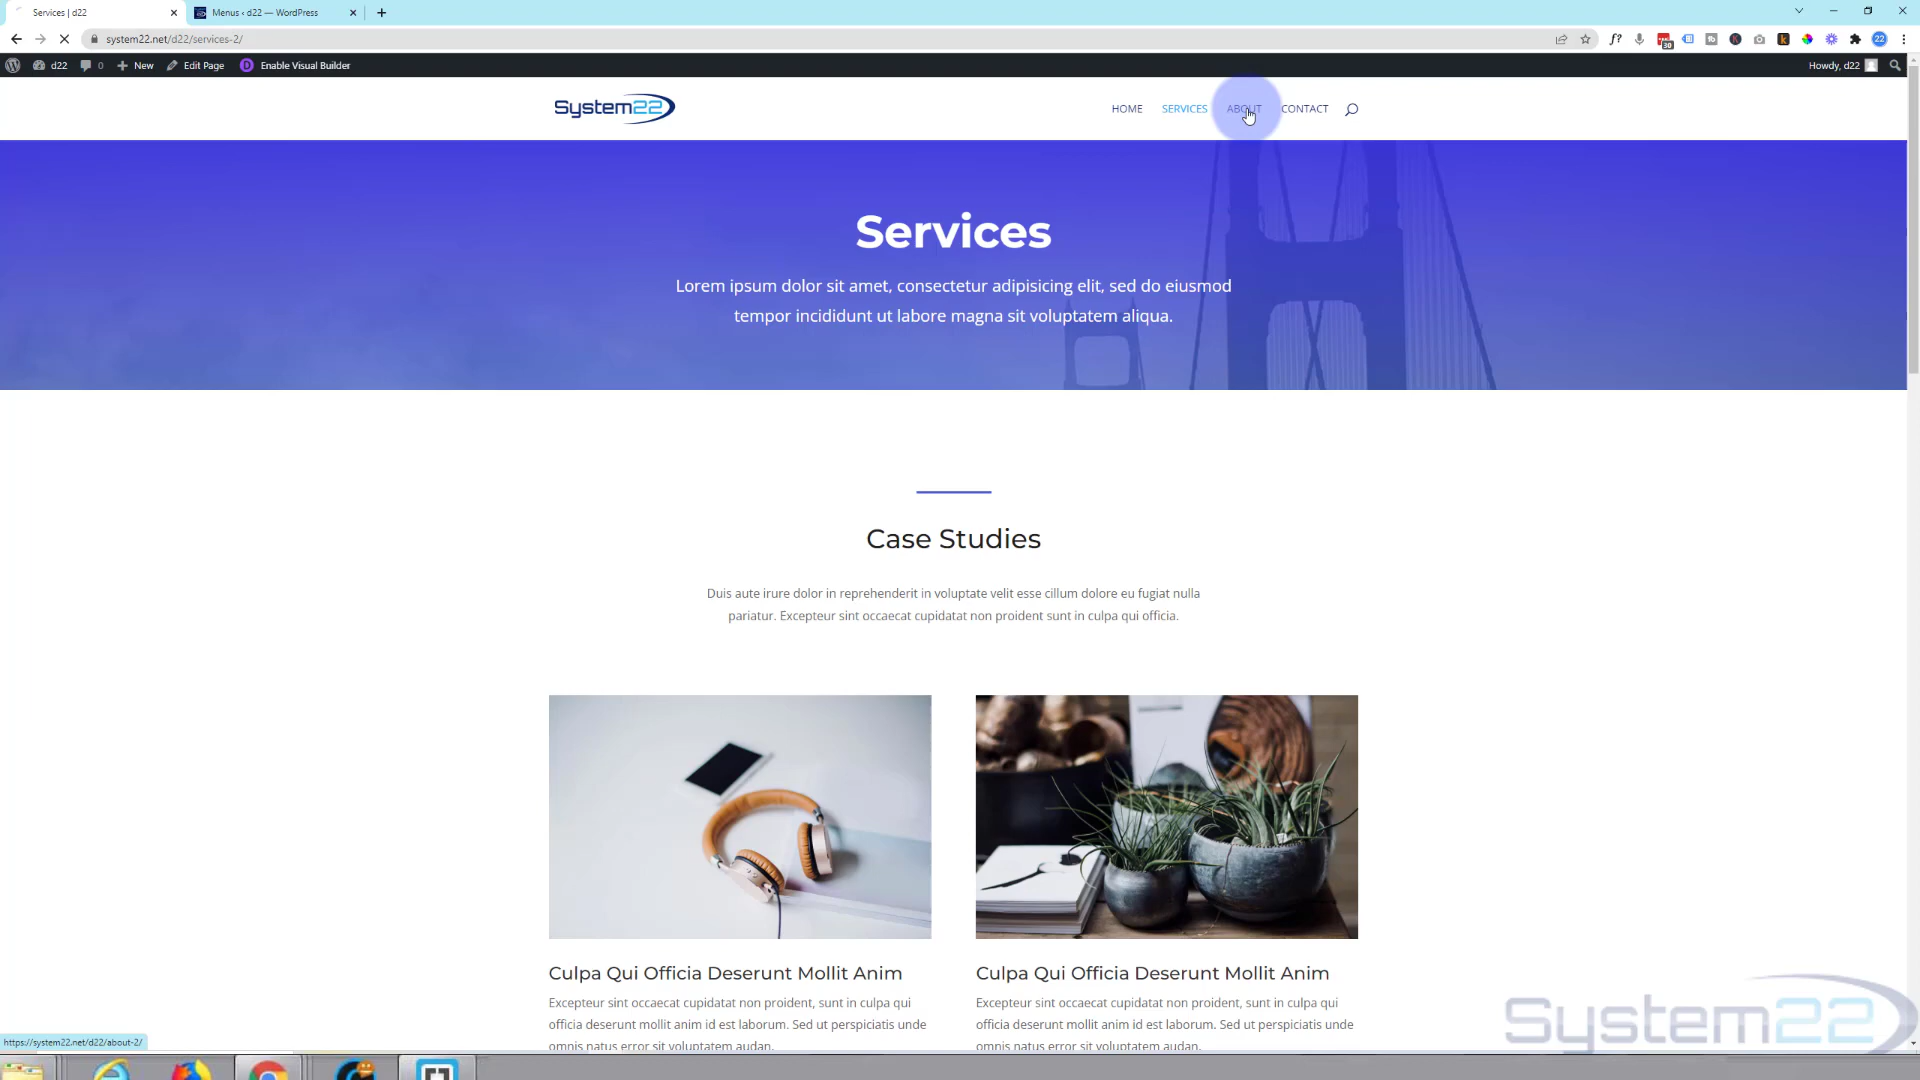 Services | d22
Menus ‹ d22 — WordPress
system22.net/d22/services-2/
f?
30
22
d22
0
New
Edit Page
D
Enable Visual Builder
Howdy, d22
System22
HOME
SERVICES
ABOUT
CONTACT
Services
Lorem ipsum dolor sit amet, consectetur adipisicing elit, sed do eiusmod
tempor incididunt ut labore magna sit voluptatem aliqua.
Case Studies
Duis aute irure dolor in reprehenderit in voluptate velit esse cillum dolore eu fugiat nulla
pariatur. Excepteur sint occaecat cupidatat non proident sunt in culpa qui officia.
Culpa Qui Officia Deserunt Mollit Anim
Excepteur sint occaecat cupidatat non proident, sunt in culpa qui
officia deserunt mollit anim id est laborum. Sed ut perspiciatis unde
omnis natus error sit voluptatem audan.
Culpa Qui Officia Deserunt Mollit Anim
Excepteur sint occaecat cupidatat non proident, sunt in culpa qui
officia deserunt mollit anim id est laborum. Sed ut perspiciatis unde
omnis natus error sit voluptatem audan.
https://system22.net/d22/about-2/
System22